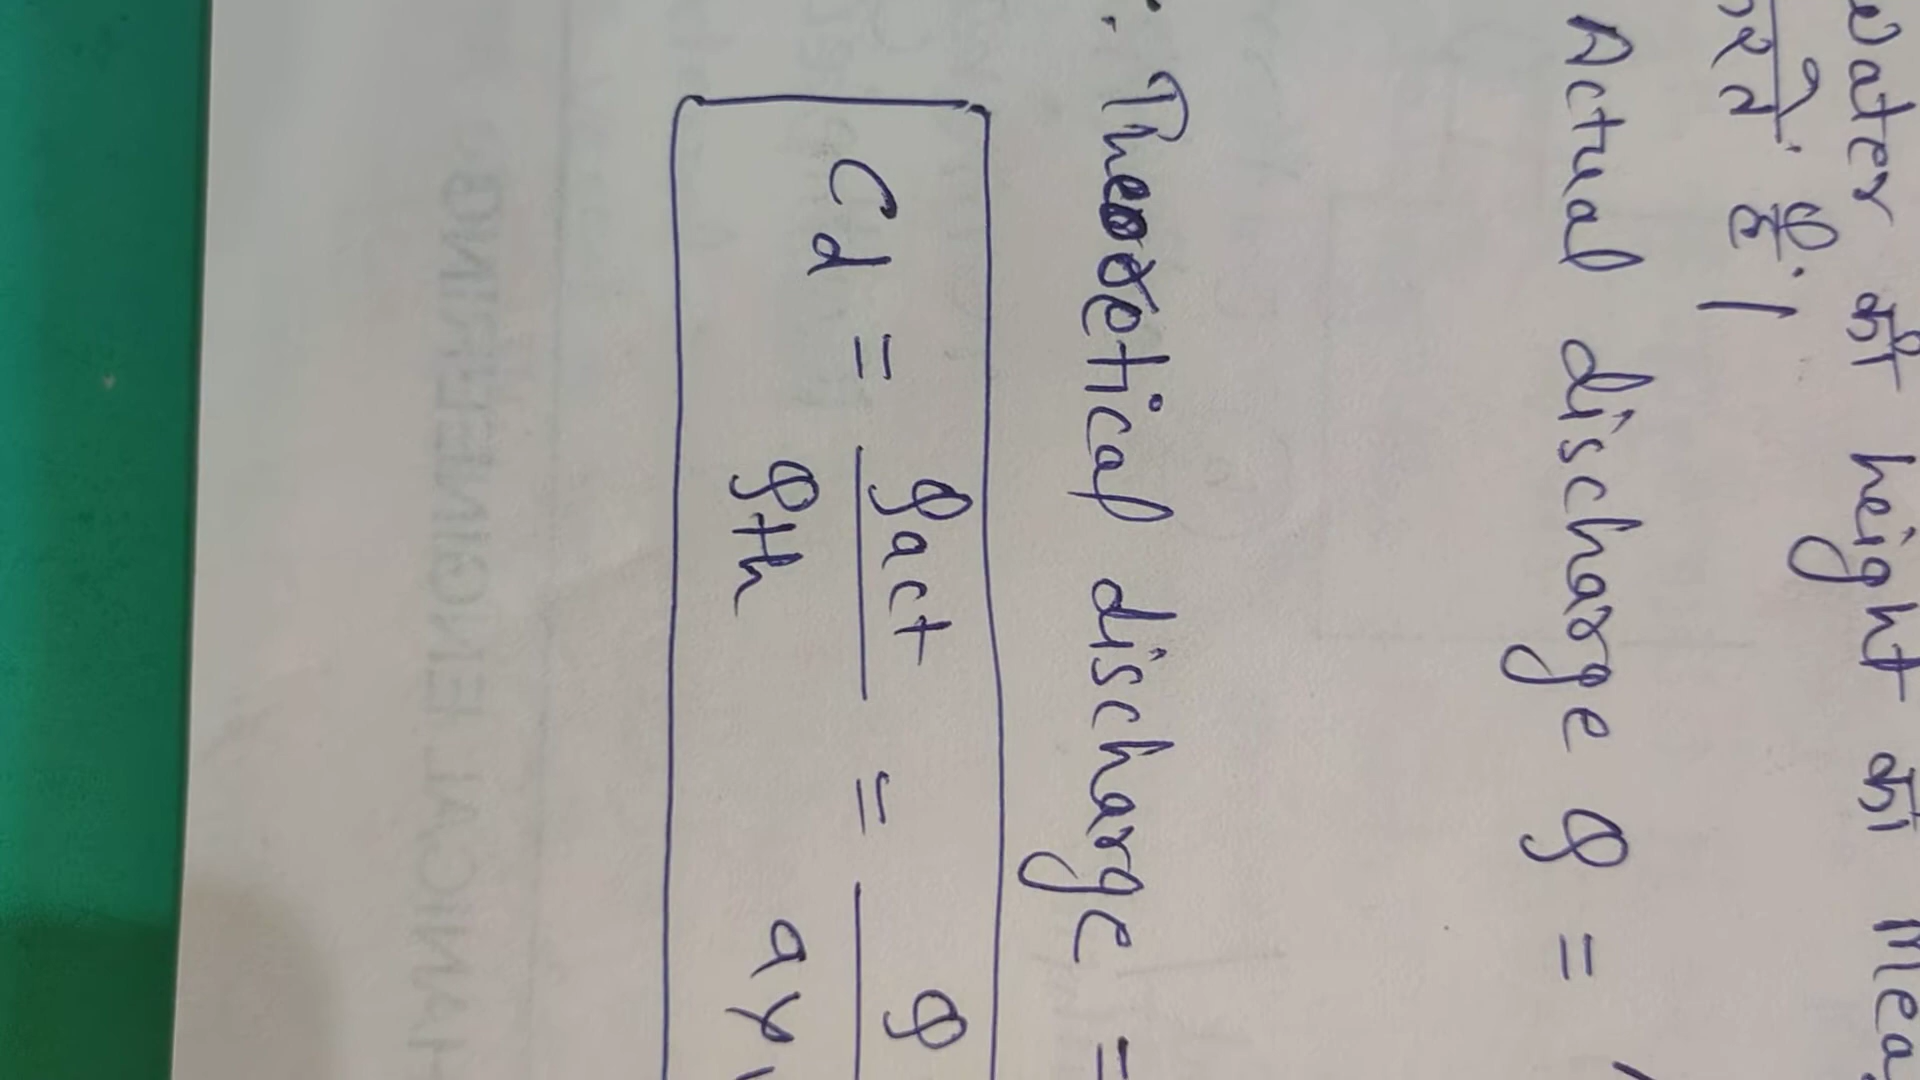 water की height को mea
करते हैं।
Actual discharge Q =
∴ Theoretical discharge =
Cd = Qact / Qth = Q / a×